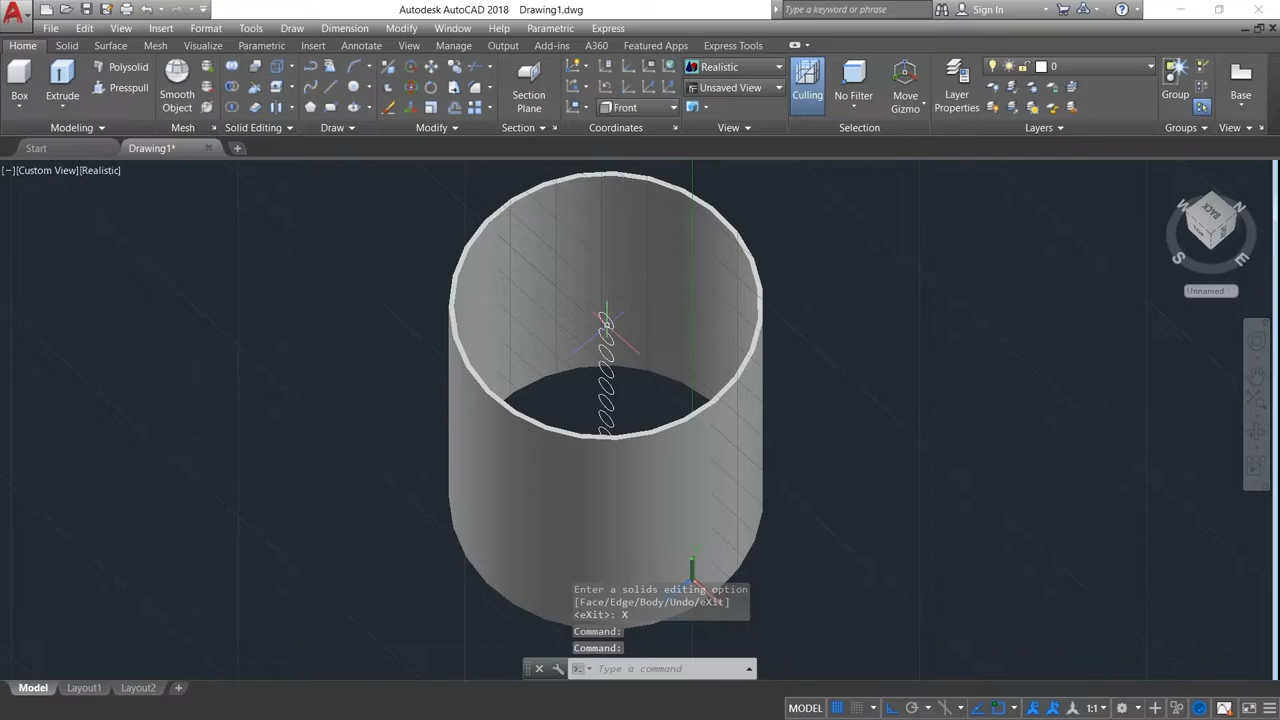 Autodesk AutoCAD 2018 Drawing1.dwg
Type a keyword or phrase
Sign In
File Edit View Insert Format Tools Draw Dimension Modify Window Help Parametric Express
Home Solid Surface Mesh Visualize Parametric Insert Annotate View Manage Output Add-ins A360 Featured Apps Express Tools
Box
Extrude
Polysolid
Presspull
Smooth
Object
Section
Plane
Realistic
Unsaved View
Front
Culling
No Filter
Move
Gizmo
Layer
Properties
0
Group
Base
Modeling Mesh Solid Editing Draw Modify Section Coordinates View Selection Layers Groups View
Start Drawing1*
[−][Custom View][Realistic]
W N
BACK
S E
Unnamed
Enter a solids editing option
[Face/Edge/Body/Undo/eXit]
<eXit>: X
Command:
Command:
Type a command
Model Layout1 Layout2
MODEL 1:1